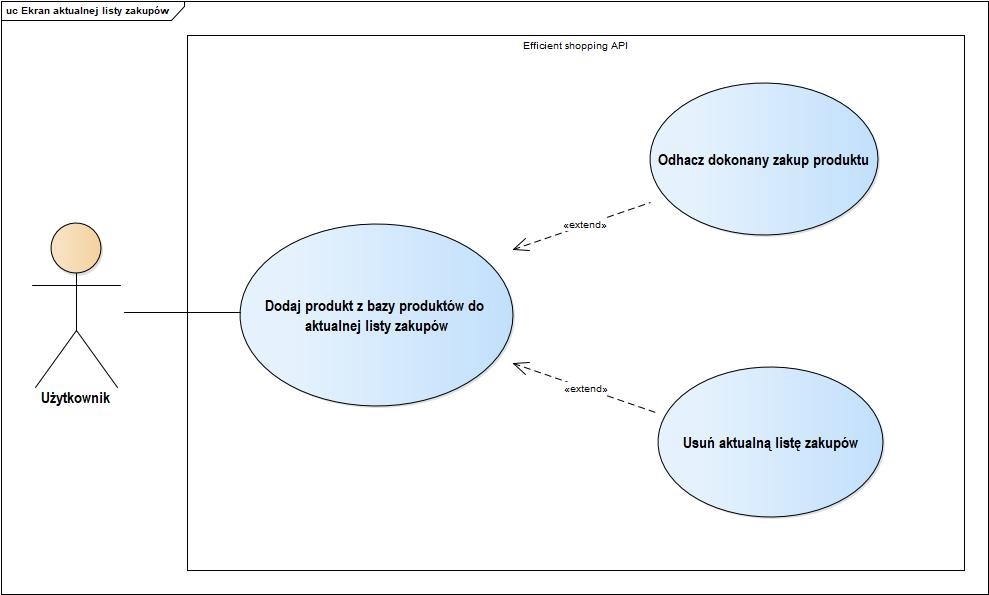 uc Ekran aktualnej listy zakupów
Efficient shopping API
Odhacz dokonany zakup produktu
«extend»
Dodaj produkt z bazy produktów do
aktualnej listy zakupów
«extend»
Użytkownik
Usuń aktualną listę zakupów